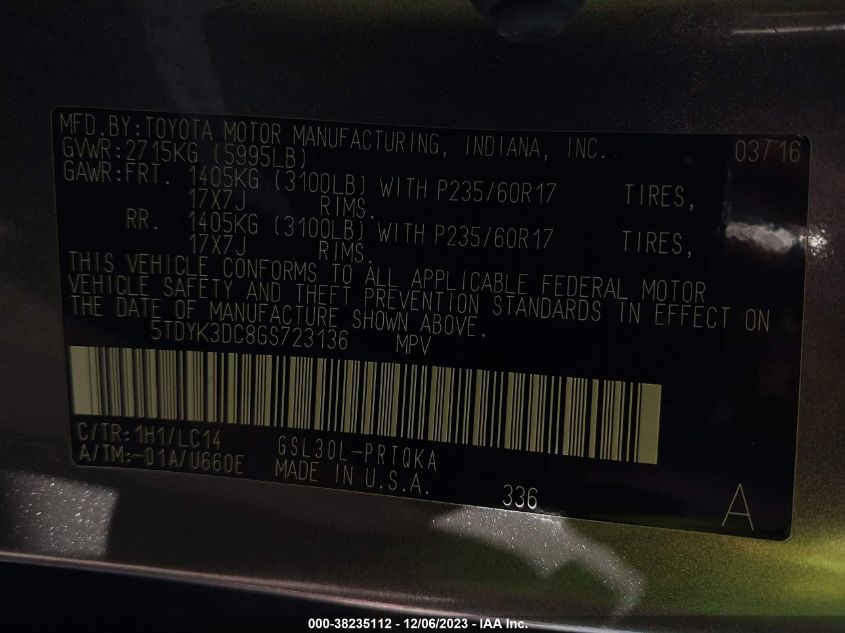 MFD.BY:TOYOTA MOTOR MANUFACTURING, INDIANA, INC. 03/16
GVWR:2715KG (5995LB)
GAWR:FRT. 1405KG (3100LB) WITH P235/60R17 TIRES,
17X7J RIMS.
RR. 1405KG (3100LB) WITH P235/60R17 TIRES,
17X7J RIMS.
THIS VEHICLE CONFORMS TO ALL APPLICABLE FEDERAL MOTOR
VEHICLE SAFETY AND THEFT PREVENTION STANDARDS IN EFFECT ON
THE DATE OF MANUFACTURE SHOWN ABOVE.
5TDYK3DC8GS723136 MPV
C/TR:1H1/LC14 GSL30L-PRTQKA
A/TM:-01A/U660E MADE IN U.S.A. 336 A
000-38235112 - 12/06/2023 - IAA Inc.